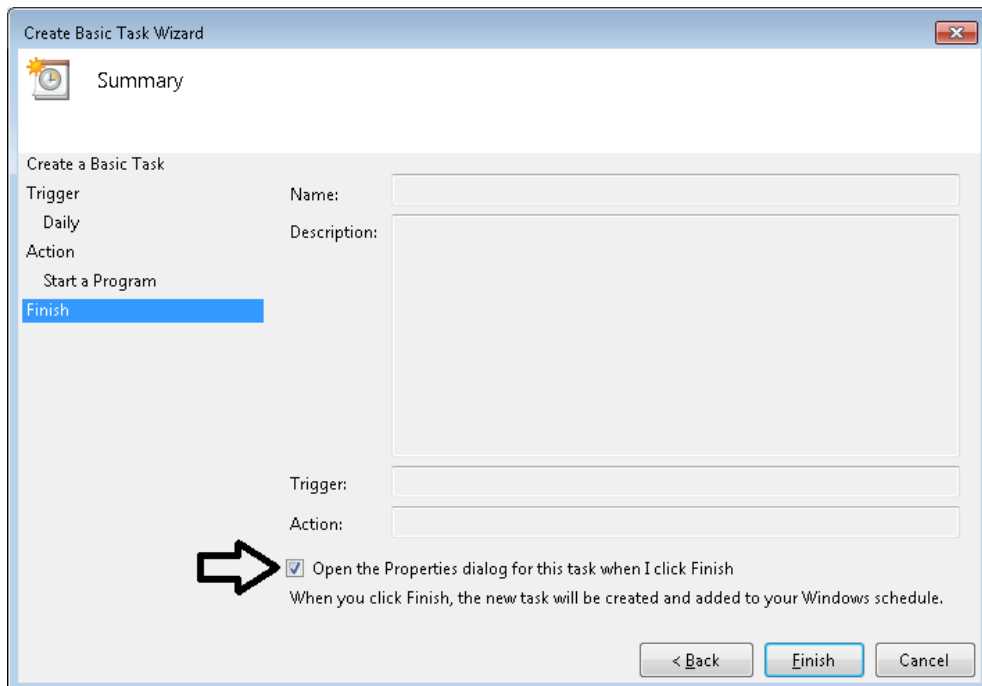 Create Basic Task Wizard
Summary
Create a Basic Task
Trigger
Daily
Action
Start a Program
Finish
Name:
Description:
Trigger:
Action:
Open the Properties dialog for this task when I click Finish
When you click Finish, the new task will be created and added to your Windows schedule.
< Back
Finish
Cancel